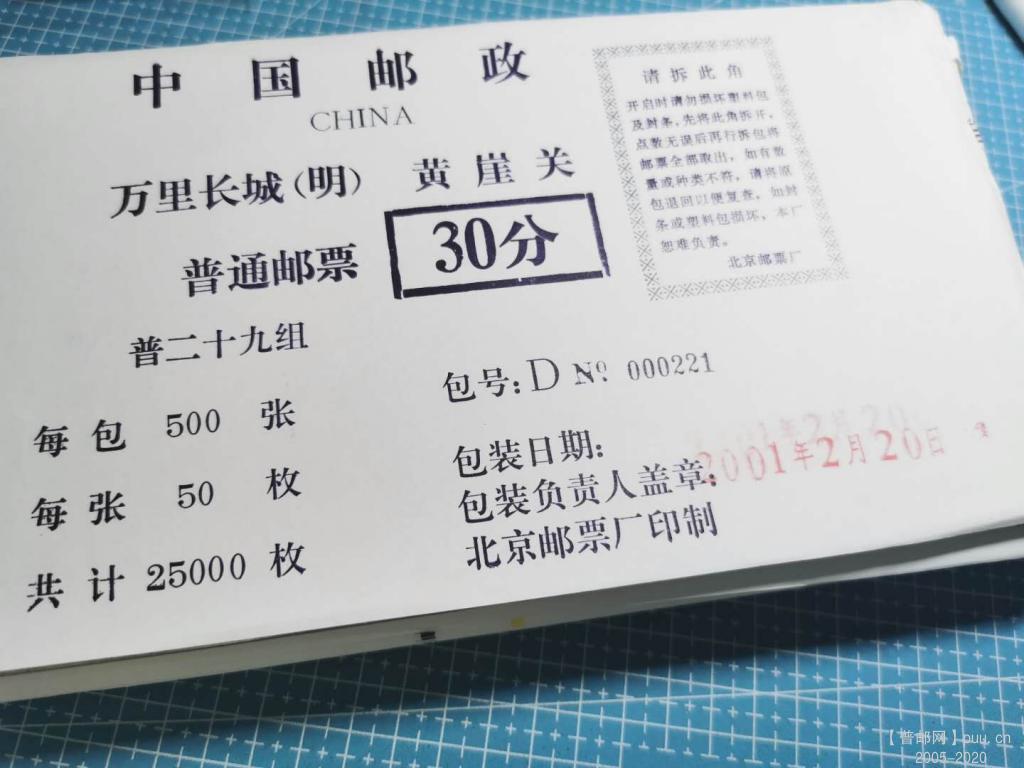 中国邮政
CHINA
万里长城(明) 黄崖关
普通邮票 30分
普二十九组
每包 500 张
每张 50 枚
共计 25000 枚
包号: D Nº 000221
包装日期:
2001年2月20日
包装负责人盖章:
北京邮票厂印制
请拆此角
开启时请勿损坏塑料包
及封条,先将此角拆开,
点数无误后再行拆包将
邮票全部取出,如有数
量或种类不符,请将原
包退回以便复查,如封
条或塑料包损坏,本厂
恕难负责。
北京邮票厂
【普邮网】puu.cn
2005-2020